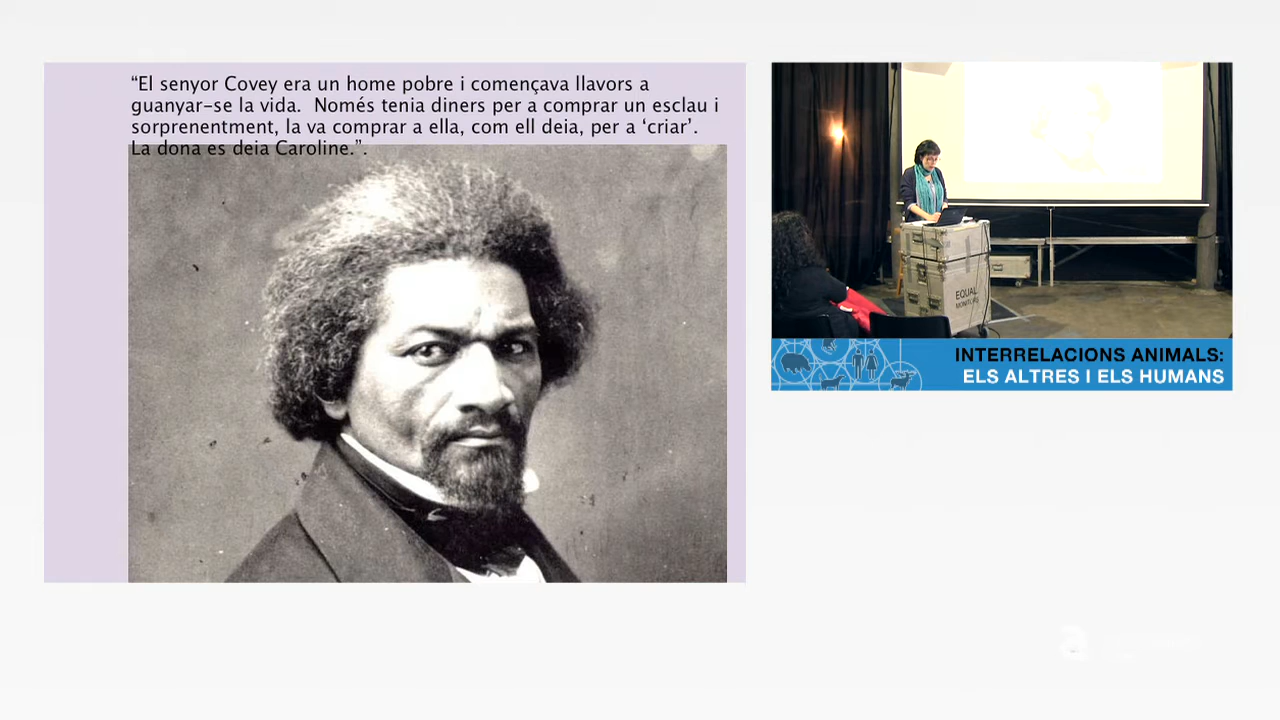 “El senyor Covey era un home pobre i començava llavors a
guanyar-se la vida.  Només tenia diners per a comprar un esclau i
sorprenentment, la va comprar a ella, com ell deia, per a ‘criar’.
La dona es deia Caroline.”.
EQUAL
INTERRELACIONS ANIMALS:
ELS ALTRES I ELS HUMANS